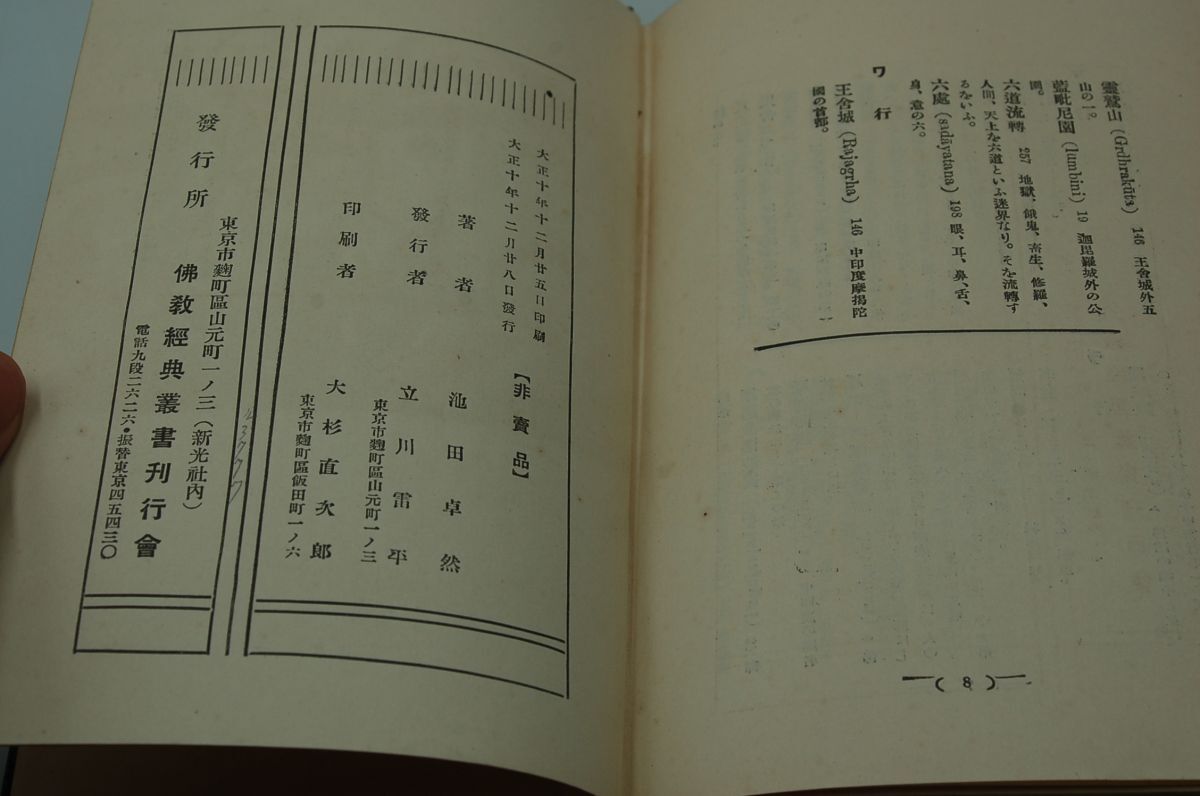 靈鷲山 (Grdhrakūts) 146 王舍城外五
山の一。
藍毗尼園 (lumbini) 19 迦毘羅城外の公
園。
六道流轉 257 地獄、餓鬼、畜生、修羅、
人間、天上を六道といふ迷界なり。そを流轉す
るをいふ。
六處 (sadāyatana) 198 眼、耳、鼻、舌、
身、意の六。
ワ行
王舍城 (Rajagrha) 146 中印度摩揭陀
國の首都。
( 8 )
大正十年十二月廿五日印刷
大正十年十二月廿八日發行
【非賣品】
著者 池田卓然
發行者 立川雷平
東京市麴町區山元町一ノ三
印刷者 大杉直次郎
東京市麴町區飯田町一ノ六
發行所
東京市麴町區山元町一ノ三(新光社內)
佛教經典叢書刊行會
電話九段二六二六・振替東京四五四三〇